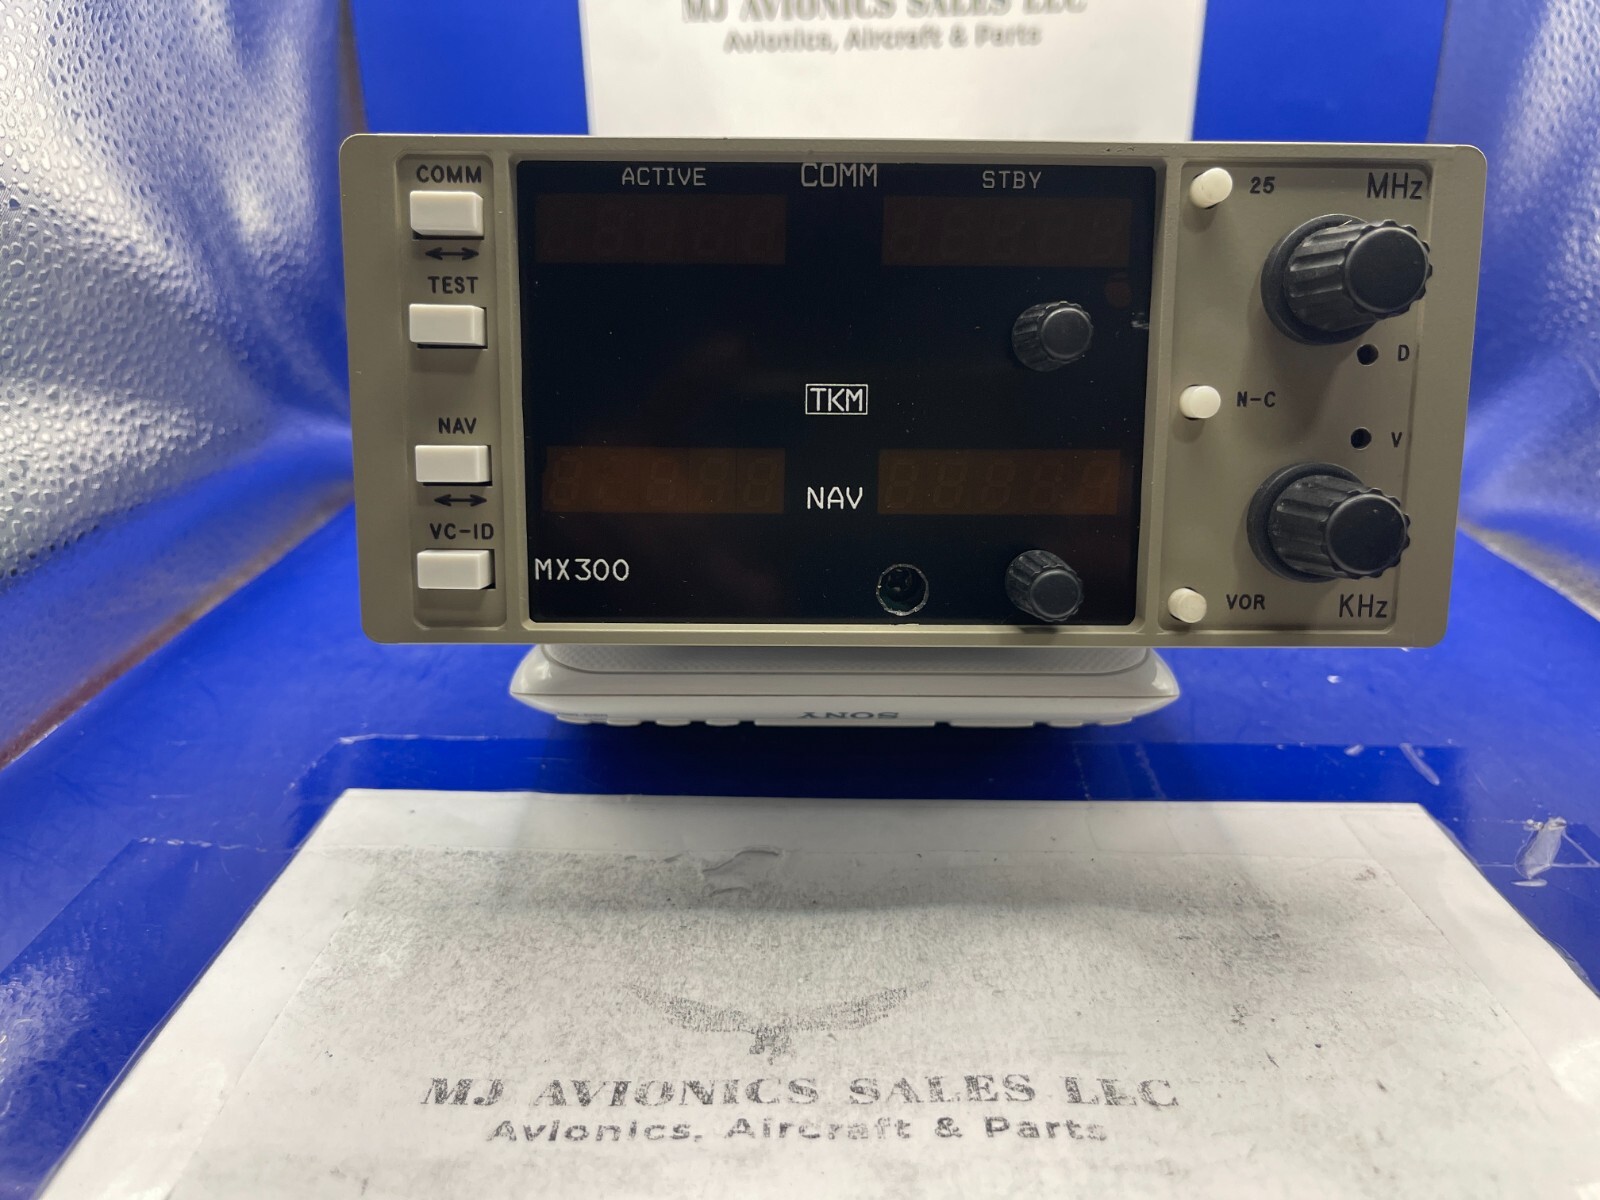 MJ AVIONICS SALES LLC
Avionics, Aircraft & Parts
COMM
TEST
NAV
VC-ID
ACTIVE
COMM
STBY
TKM
NAV
MX300
25
MHz
D
N-C
V
VOR
KHz
SONY
MJ AVIONICS SALES LLC
Avionics, Aircraft & Parts